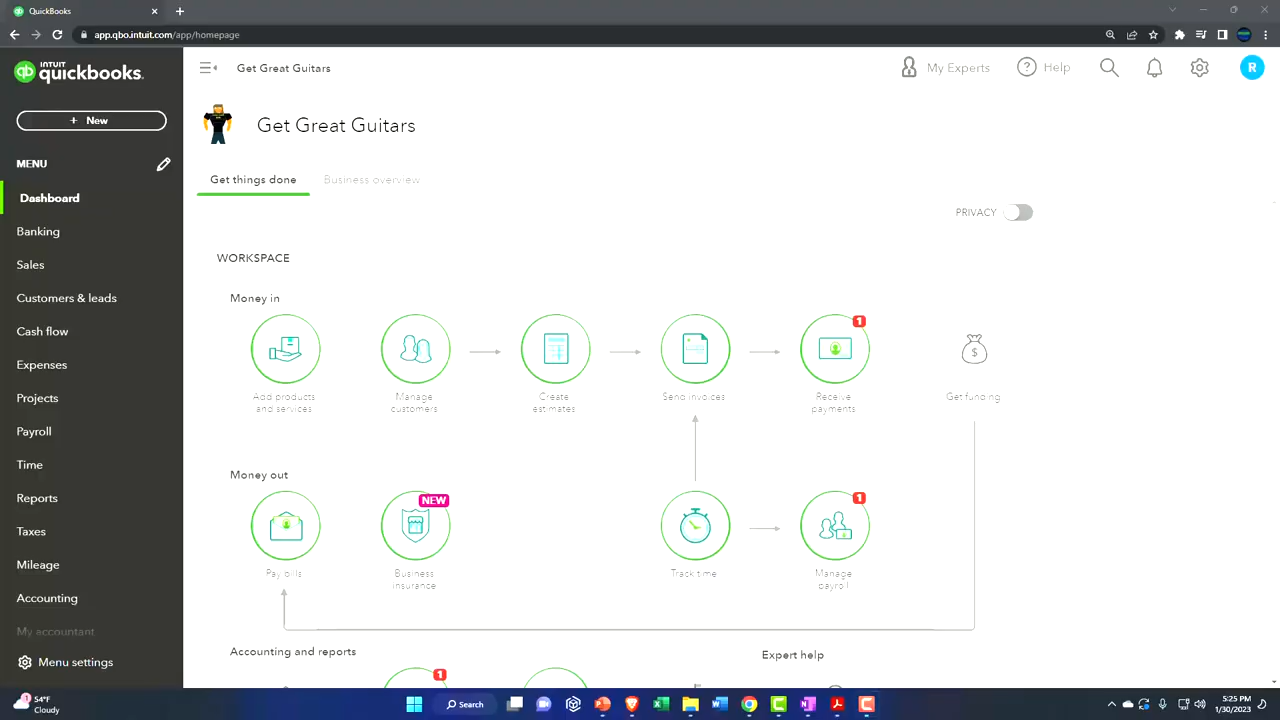 QuickBooks
app.qbo.intuit.com/app/homepage
INTUIT
quickbooks.
Get Great Guitars
My Experts
Help
R
+ New
Get Great Guitars
MENU
Get things done
Business overview
Dashboard
PRIVACY
Banking
WORKSPACE
Sales
Money in
Customers & leads
1
Cash flow
Expenses
Add products
and services
Manage
customers
Create
estimates
Send invoices
Receive
payments
Get funding
$
Projects
Payroll
Time
Money out
Reports
NEW
1
Taxes
Mileage
Pay bills
Business
insurance
Track time
Manage
payroll
Accounting
My accountant
Accounting and reports
Expert help
Menu settings
1
54°F
Cloudy
Search
5:25 PM
1/30/2023